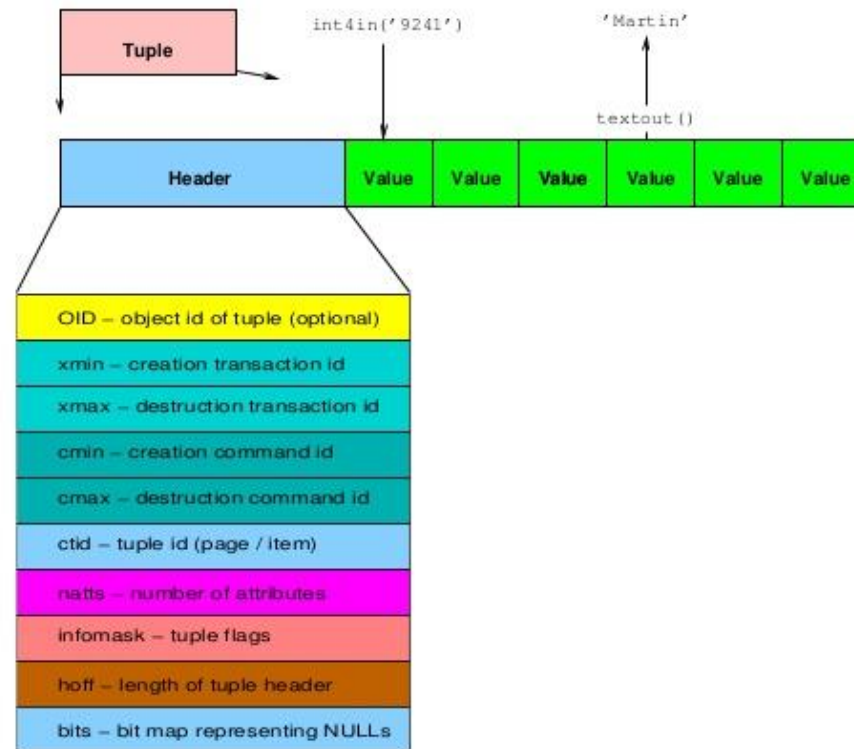 Tuple
int4in('9241')
'Martin'
textout()
Header
Value
Value
Value
Value
Value
Value
OID – object id of tuple (optional)
xmin – creation transaction id
xmax – destruction transaction id
cmin – creation command id
cmax – destruction command id
ctid – tuple id (page / item)
natts – number of attributes
infomask – tuple flags
hoff – length of tuple header
bits – bit map representing NULLs